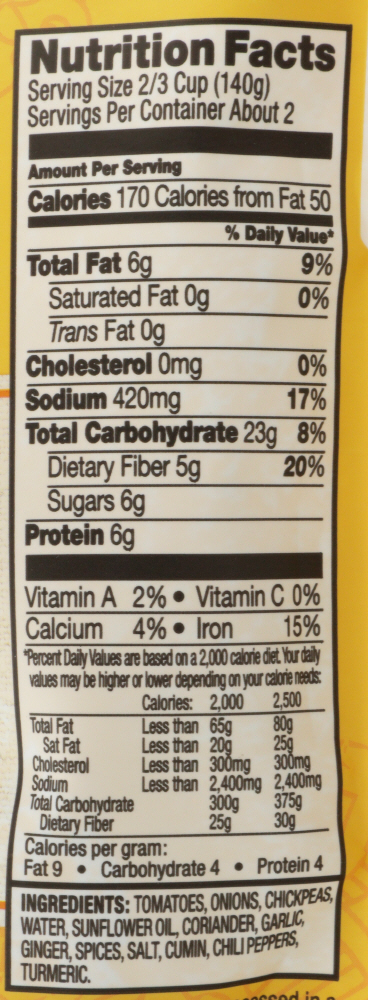 Nutrition Facts
Serving Size 2/3 Cup (140g)
Servings Per Container About 2
Amount Per Serving
Calories 170 Calories from Fat 50
% Daily Value*
Total Fat 6g 9%
Saturated Fat 0g 0%
Trans Fat 0g
Cholesterol 0mg 0%
Sodium 420mg 17%
Total Carbohydrate 23g 8%
Dietary Fiber 5g 20%
Sugars 6g
Protein 6g
Vitamin A 2% • Vitamin C 0%
Calcium 4% • Iron 15%
*Percent Daily Values are based on a 2,000 calorie diet. Your daily
values may be higher or lower depending on your calorie needs:
Calories: 2,000 2,500
Total Fat Less than 65g 80g
Sat Fat Less than 20g 25g
Cholesterol Less than 300mg 300mg
Sodium Less than 2,400mg 2,400mg
Total Carbohydrate 300g 375g
Dietary Fiber 25g 30g
Calories per gram:
Fat 9 • Carbohydrate 4 • Protein 4
INGREDIENTS: TOMATOES, ONIONS, CHICKPEAS,
WATER, SUNFLOWER OIL, CORIANDER, GARLIC,
GINGER, SPICES, SALT, CUMIN, CHILI PEPPERS,
TURMERIC.